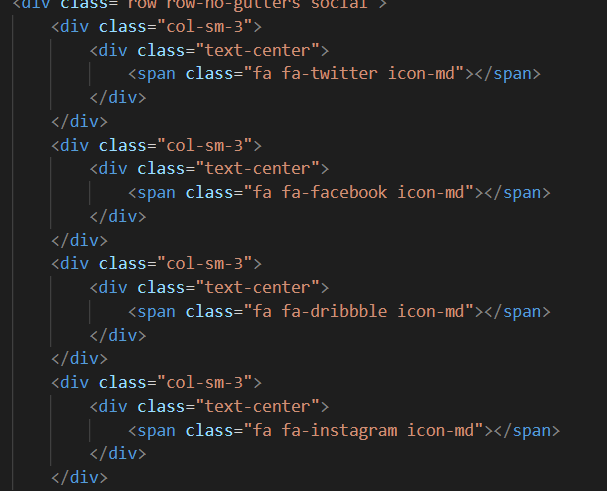 <div class="row row-no-gutters social">
<div class="col-sm-3">
<div class="text-center">
<span class="fa fa-twitter icon-md"></span>
</div>
</div>
<div class="col-sm-3">
<div class="text-center">
<span class="fa fa-facebook icon-md"></span>
</div>
</div>
<div class="col-sm-3">
<div class="text-center">
<span class="fa fa-dribbble icon-md"></span>
</div>
</div>
<div class="col-sm-3">
<div class="text-center">
<span class="fa fa-instagram icon-md"></span>
</div>
</div>